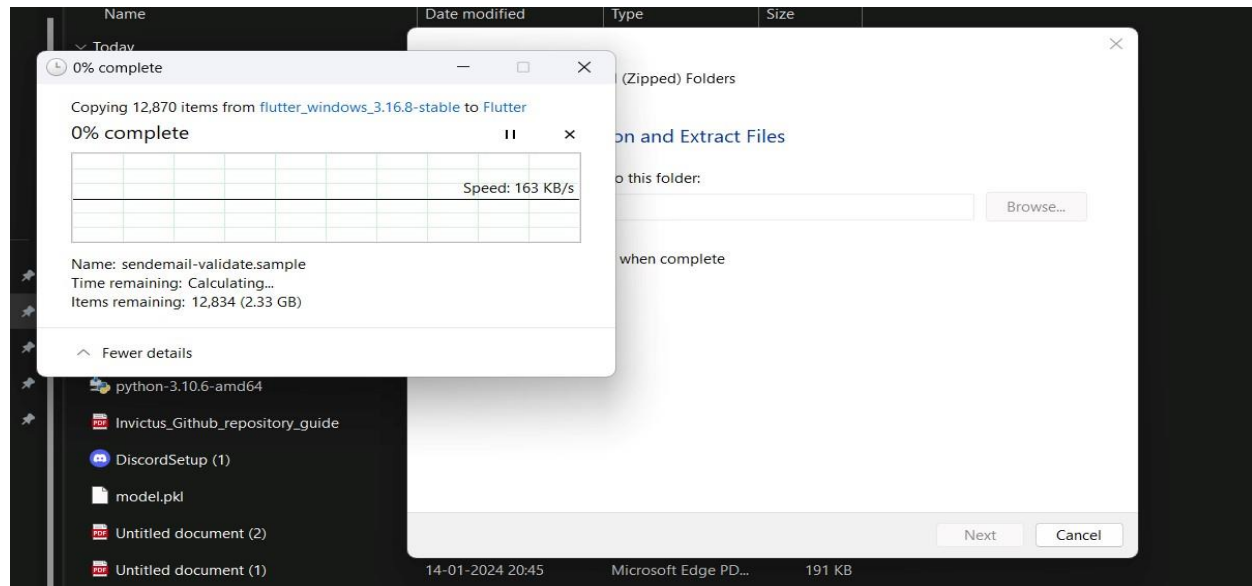 Name Date modified Type Size
Today
0% complete
Copying 12,870 items from flutter_windows_3.16.8-stable to Flutter
0% complete
Speed: 163 KB/s
Name: sendemail-validate.sample
Time remaining: Calculating...
Items remaining: 12,834 (2.33 GB)
Fewer details
(Zipped) Folders
on and Extract Files
o this folder:
Browse...
when complete
Next Cancel
python-3.10.6-amd64
Invictus_Github_repository_guide
DiscordSetup (1)
model.pkl
Untitled document (2)
Untitled document (1) 14-01-2024 20:45 Microsoft Edge PD... 191 KB